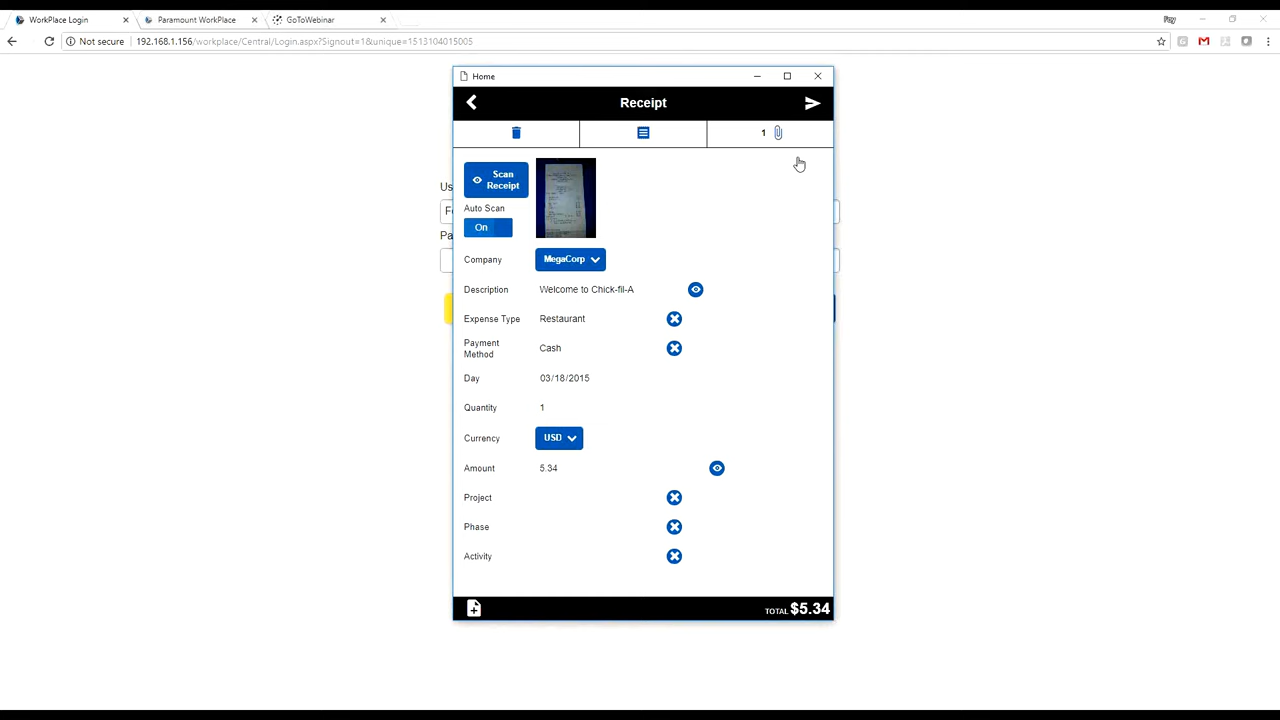 WorkPlace Login
Paramount WorkPlace
GoToWebinar
Fay
Not secure
192.168.1.156/workplace/Central/Login.aspx?Signout=1&unique=1513104015005
Home
Receipt
1
Us
Scan
Receipt
Auto Scan
On
Pa
Company
MegaCorp
Description
Welcome to Chick-fil-A
Expense Type
Restaurant
Payment
Method
Cash
Day
03/18/2015
Quantity
1
Currency
USD
Amount
5.34
Project
Phase
Activity
TOTAL $5.34